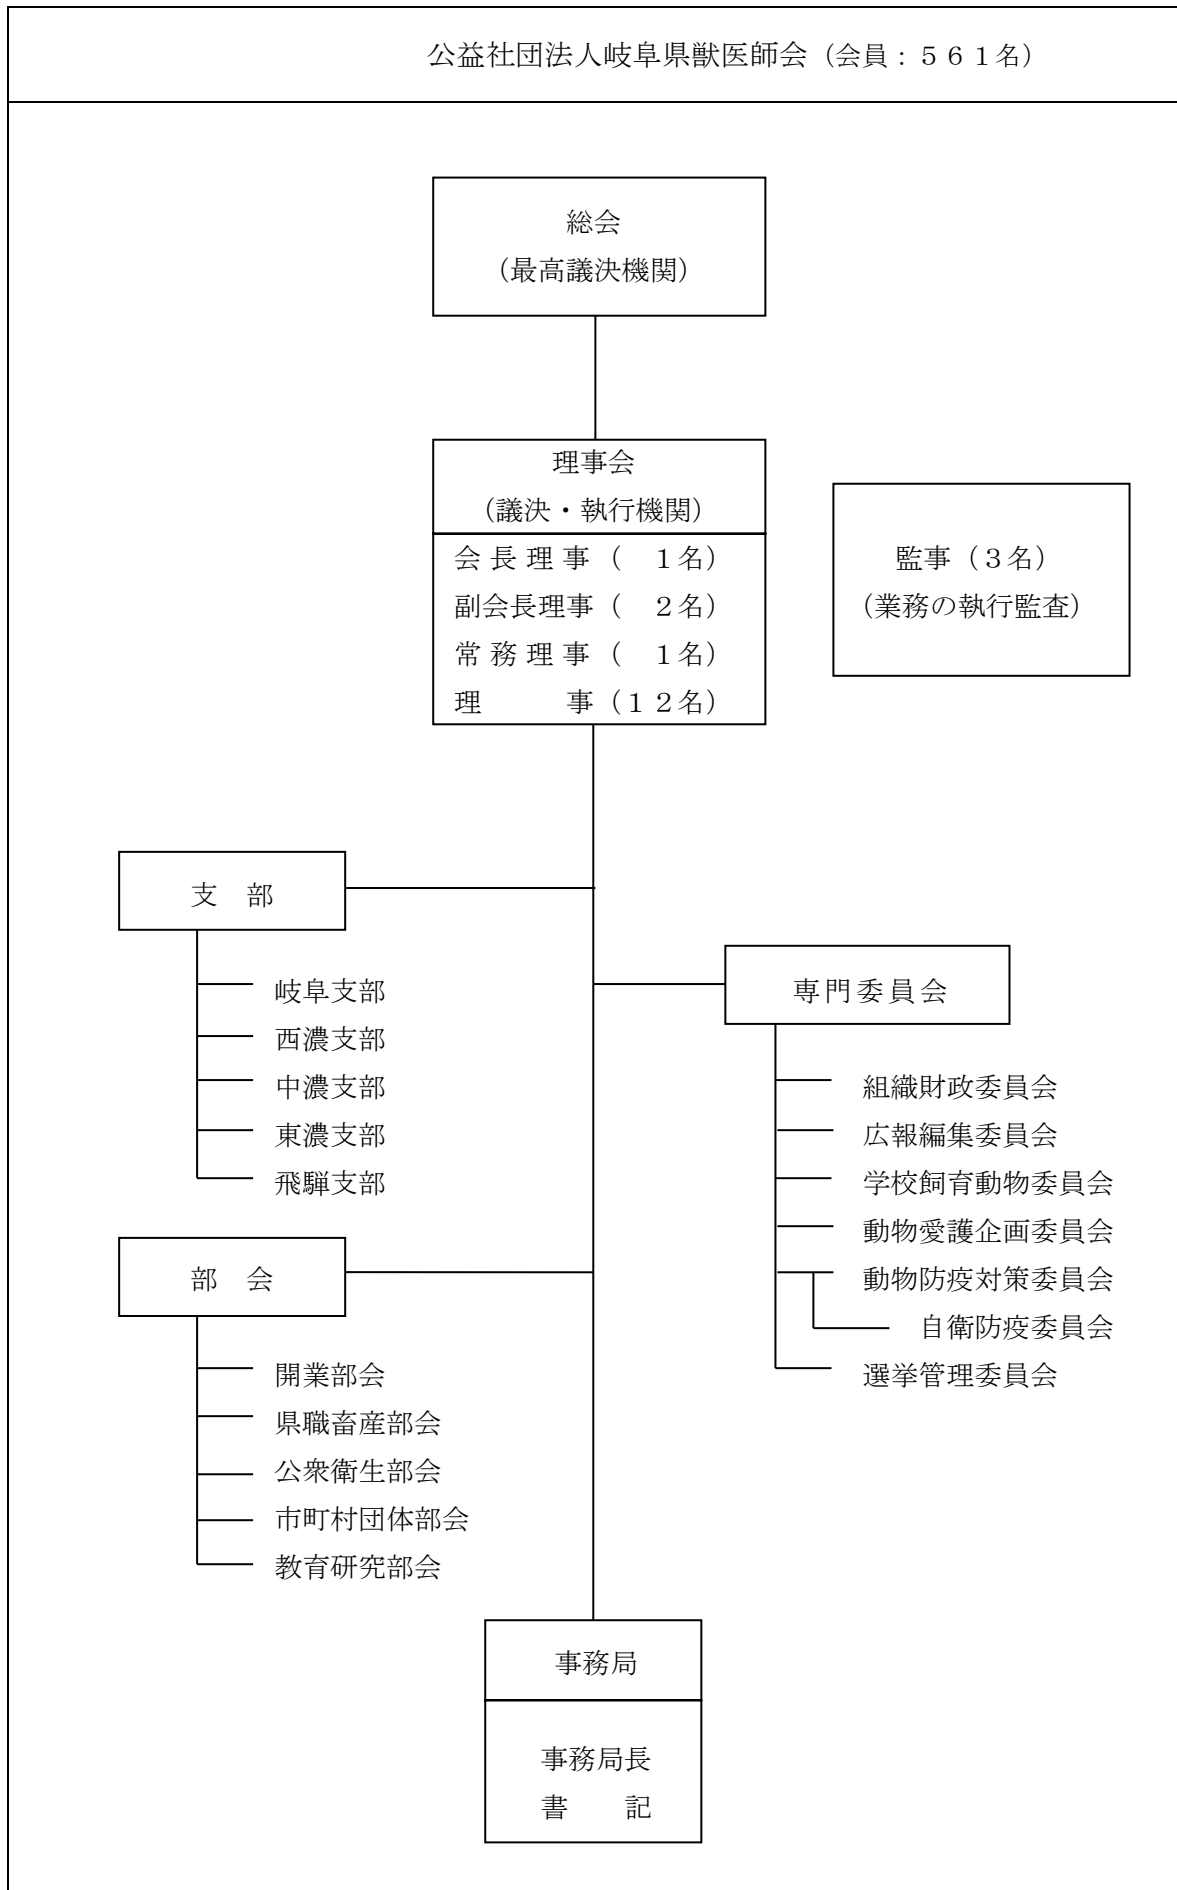 公益社団法人岐阜県獣医師会（会員：５６１名）
総会
（最高議決機関）
理事会
（議決・執行機関）
会 長 理 事（　１名）
副会長理事（　２名）
常 務 理 事（　１名）
理　　　事（１２名）
監事（３名）
（業務の執行監査）
支　部
岐阜支部
西濃支部
中濃支部
東濃支部
飛騨支部
専門委員会
組織財政委員会
広報編集委員会
学校飼育動物委員会
動物愛護企画委員会
動物防疫対策委員会
自衛防疫委員会
選挙管理委員会
部　会
開業部会
県職畜産部会
公衆衛生部会
市町村団体部会
教育研究部会
事務局
事務局長
書　　記